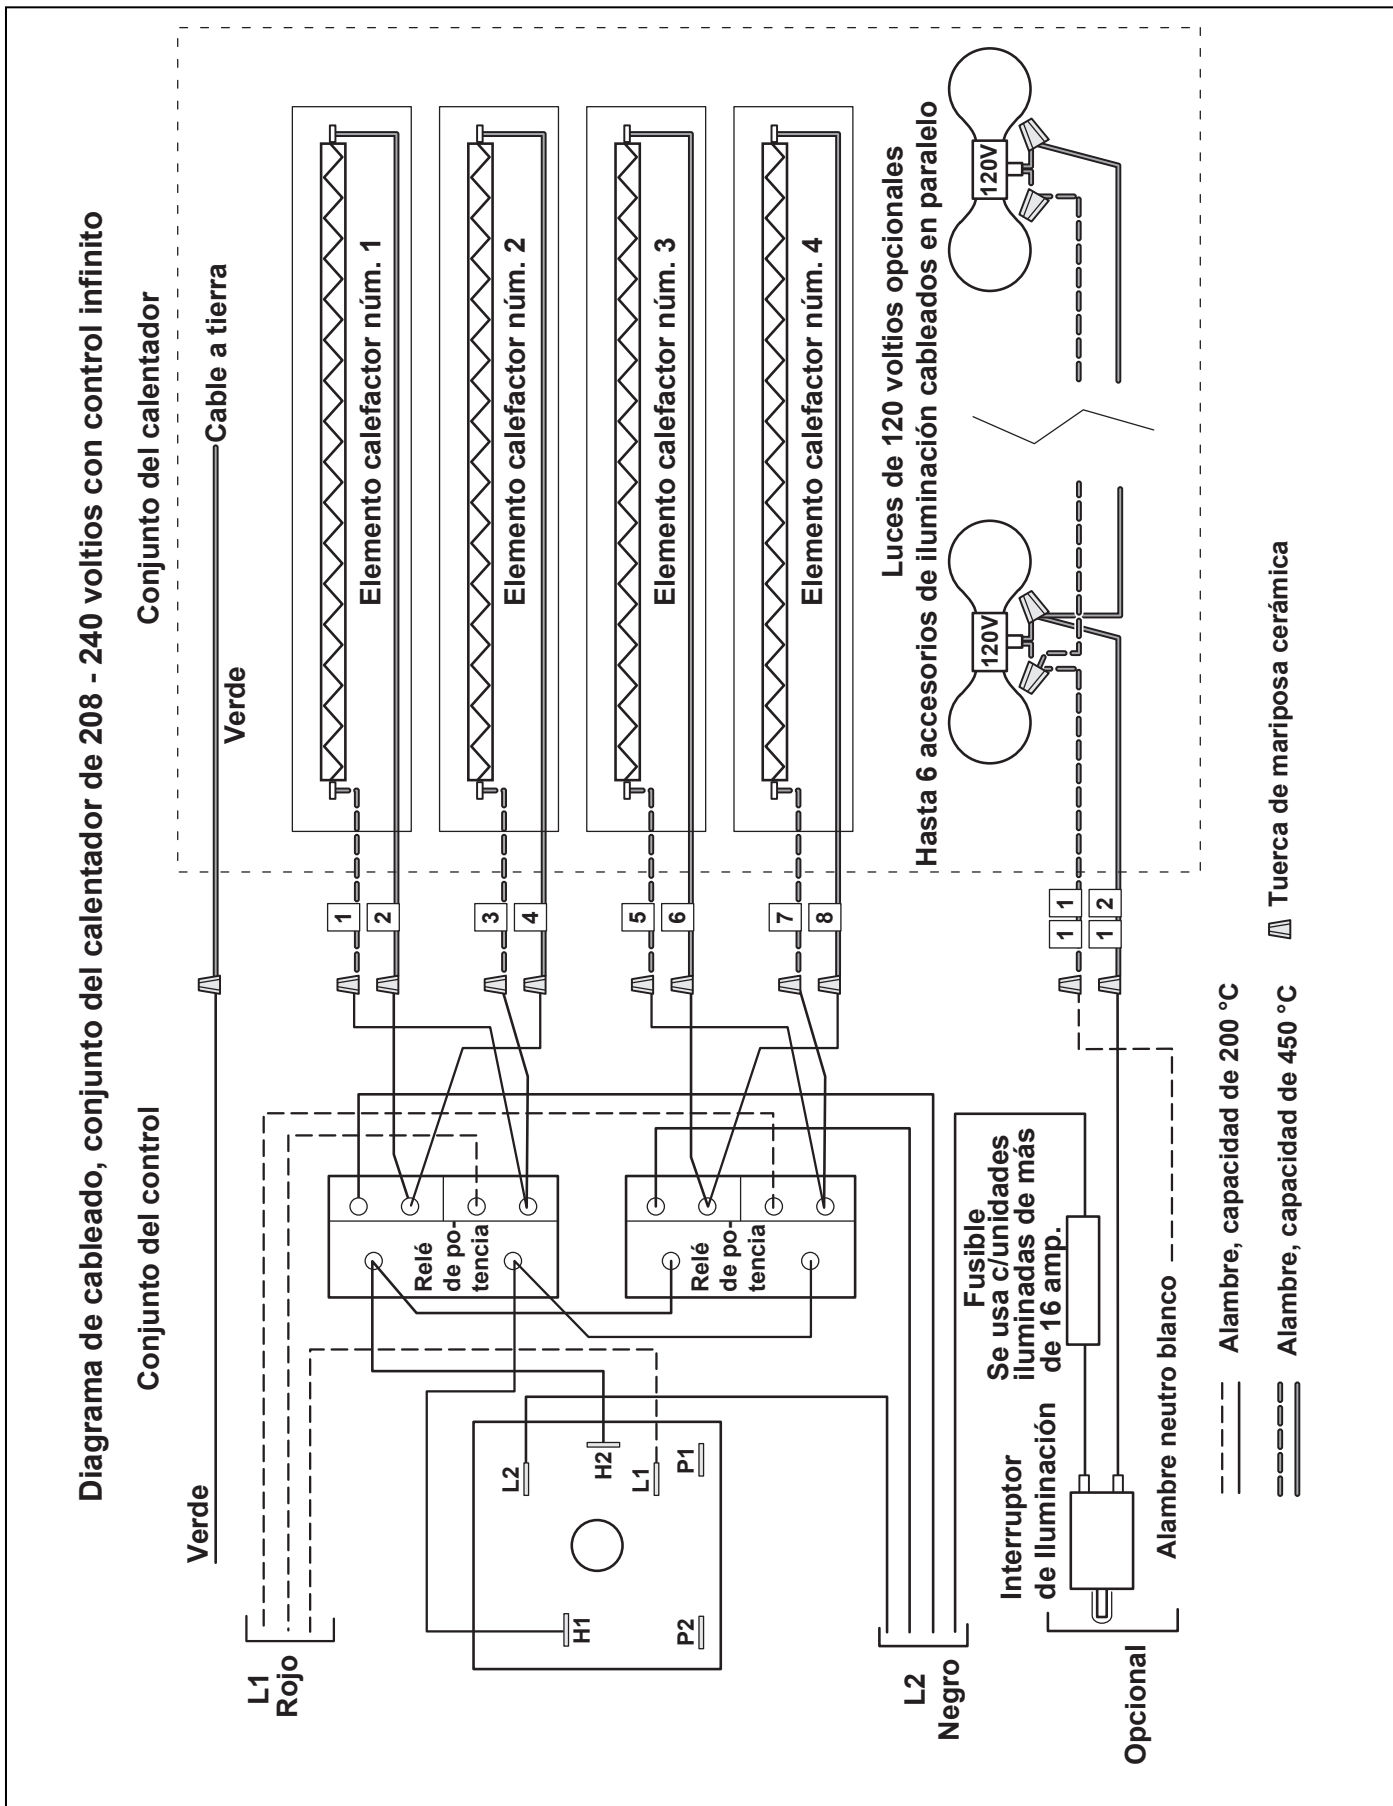 Diagrama de cableado, conjunto del calentador de 208 - 240 voltios con control infinito
Conjunto del control
Conjunto del calentador
Verde
Verde
Cable a tierra
L1
Rojo
Elemento calefactor núm. 1
Elemento calefactor núm. 2
Elemento calefactor núm. 3
Elemento calefactor núm. 4
1
2
3
4
5
6
7
8
Relé
de po-
tencia
Relé
de po-
tencia
L2
H2
L1
P1
H1
P2
L2
Negro
Luces de 120 voltios opcionales
Hasta 6 accesorios de iluminación cableados en paralelo
120V
120V
1 1
1 2
Fusible
Se usa c/unidades
iluminadas de más
de 16 amp.
Interruptor
de Iluminación
Opcional
Alambre neutro blanco
Alambre, capacidad de 200 °C
Alambre, capacidad de 450 °C
Tuerca de mariposa cerámica